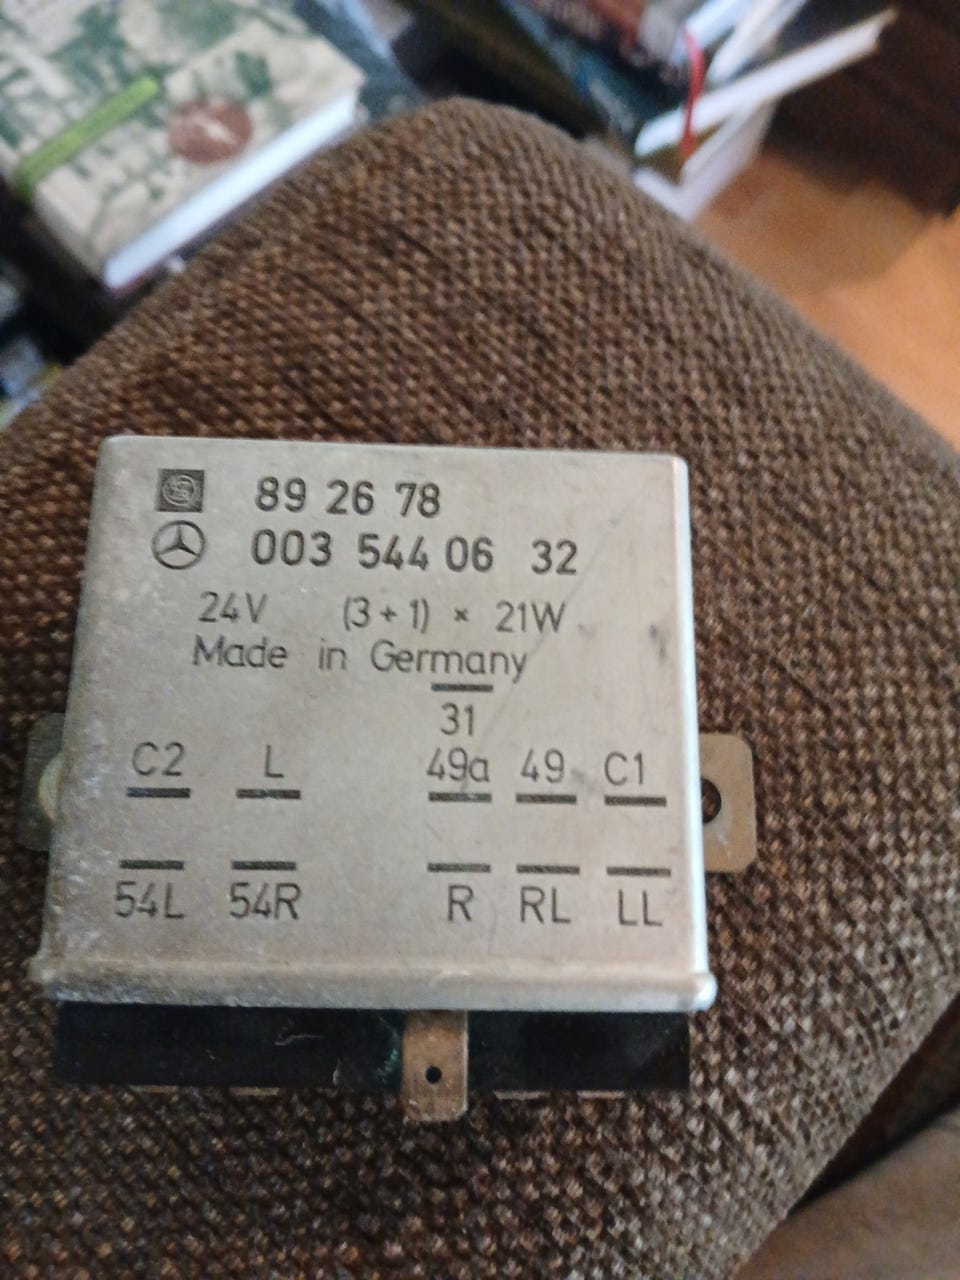 89 26 78
003 544 06 32
24V (3+1) × 21W
Made in Germany
31
C2 L 49a 49 C1
54L 54R R RL LL